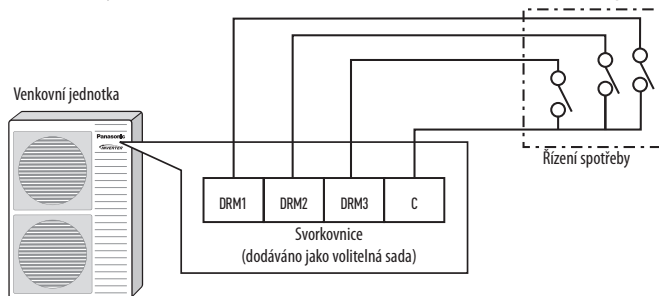 Venkovní jednotka
Panasonic
INVERTER
DRM1 DRM2 DRM3 C
Svorkovnice
(dodáváno jako volitelná sada)
Řízení spotřeby